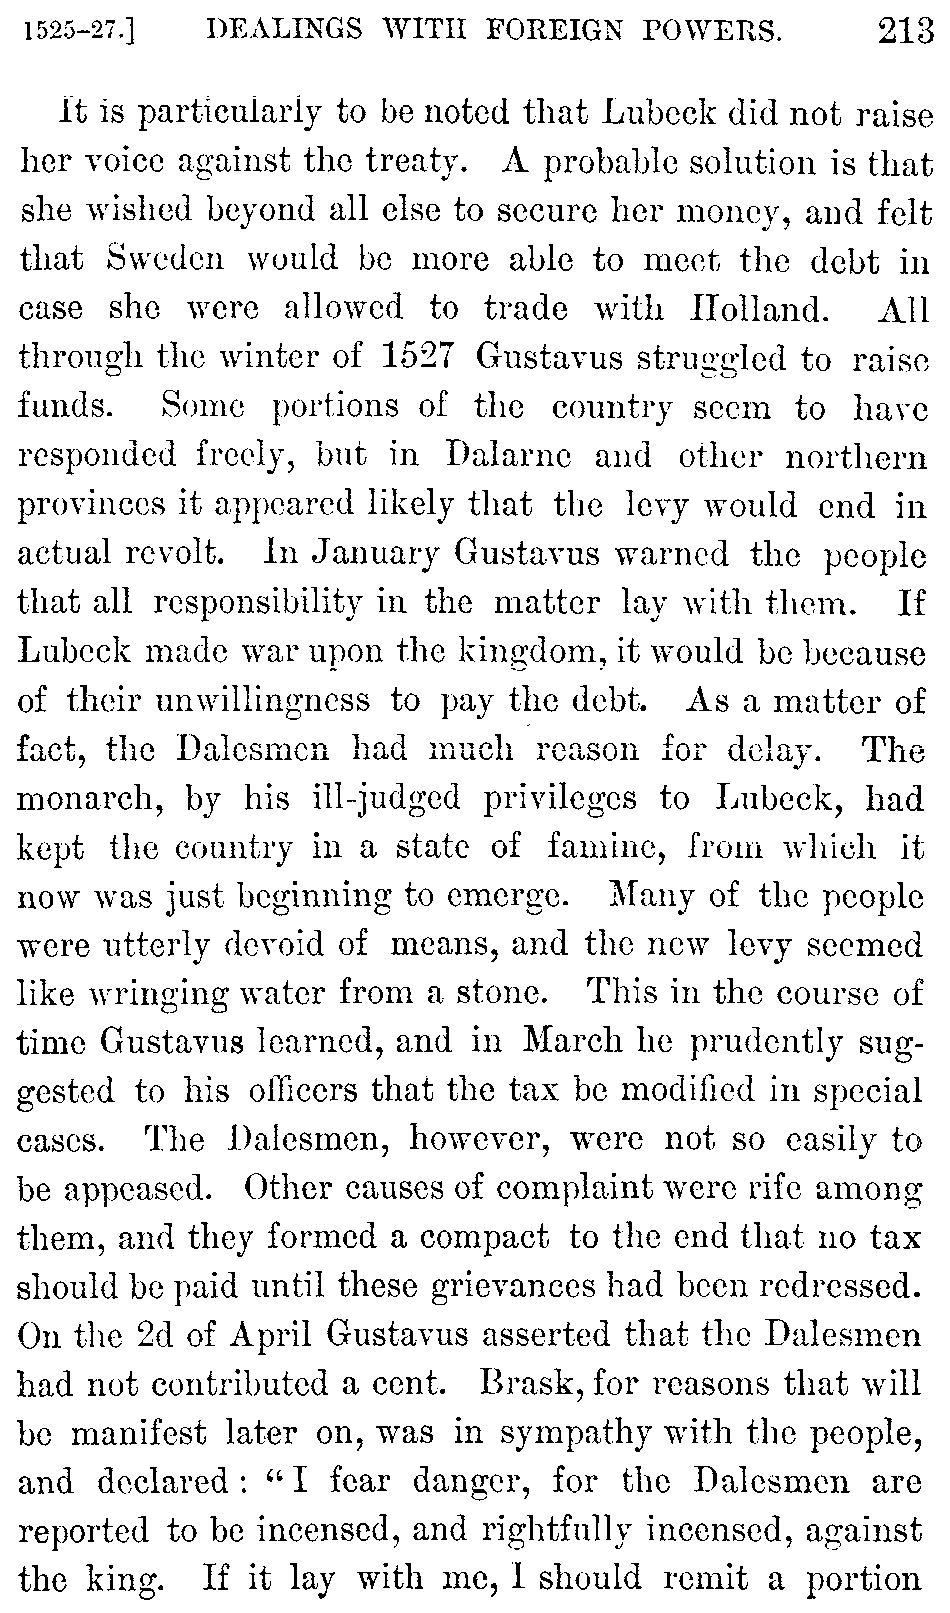 1525–27.] DEALINGS WITH FOREIGN POWERS. 213
It is particularly to be noted that Lubeck did not raise
her voice against the treaty. A probable solution is that
she wished beyond all else to secure her money, and felt
that Sweden would be more able to meet the debt in
case she were allowed to trade with Holland. All
through the winter of 1527 Gustavus struggled to raise
funds. Some portions of the country seem to have
responded freely, but in Dalarne and other northern
provinces it appeared likely that the levy would end in
actual revolt. In January Gustavus warned the people
that all responsibility in the matter lay with them. If
Lubeck made war upon the kingdom, it would be because
of their unwillingness to pay the debt. As a matter of
fact, the Dalesmen had much reason for delay. The
monarch, by his ill-judged privileges to Lubeck, had
kept the country in a state of famine, from which it
now was just beginning to emerge. Many of the people
were utterly devoid of means, and the new levy seemed
like wringing water from a stone. This in the course of
time Gustavus learned, and in March he prudently sug-
gested to his officers that the tax be modified in special
cases. The Dalesmen, however, were not so easily to
be appeased. Other causes of complaint were rife among
them, and they formed a compact to the end that no tax
should be paid until these grievances had been redressed.
On the 2d of April Gustavus asserted that the Dalesmen
had not contributed a cent. Brask, for reasons that will
be manifest later on, was in sympathy with the people,
and declared: “I fear danger, for the Dalesmen are
reported to be incensed, and rightfully incensed, against
the king. If it lay with me, I should remit a portion